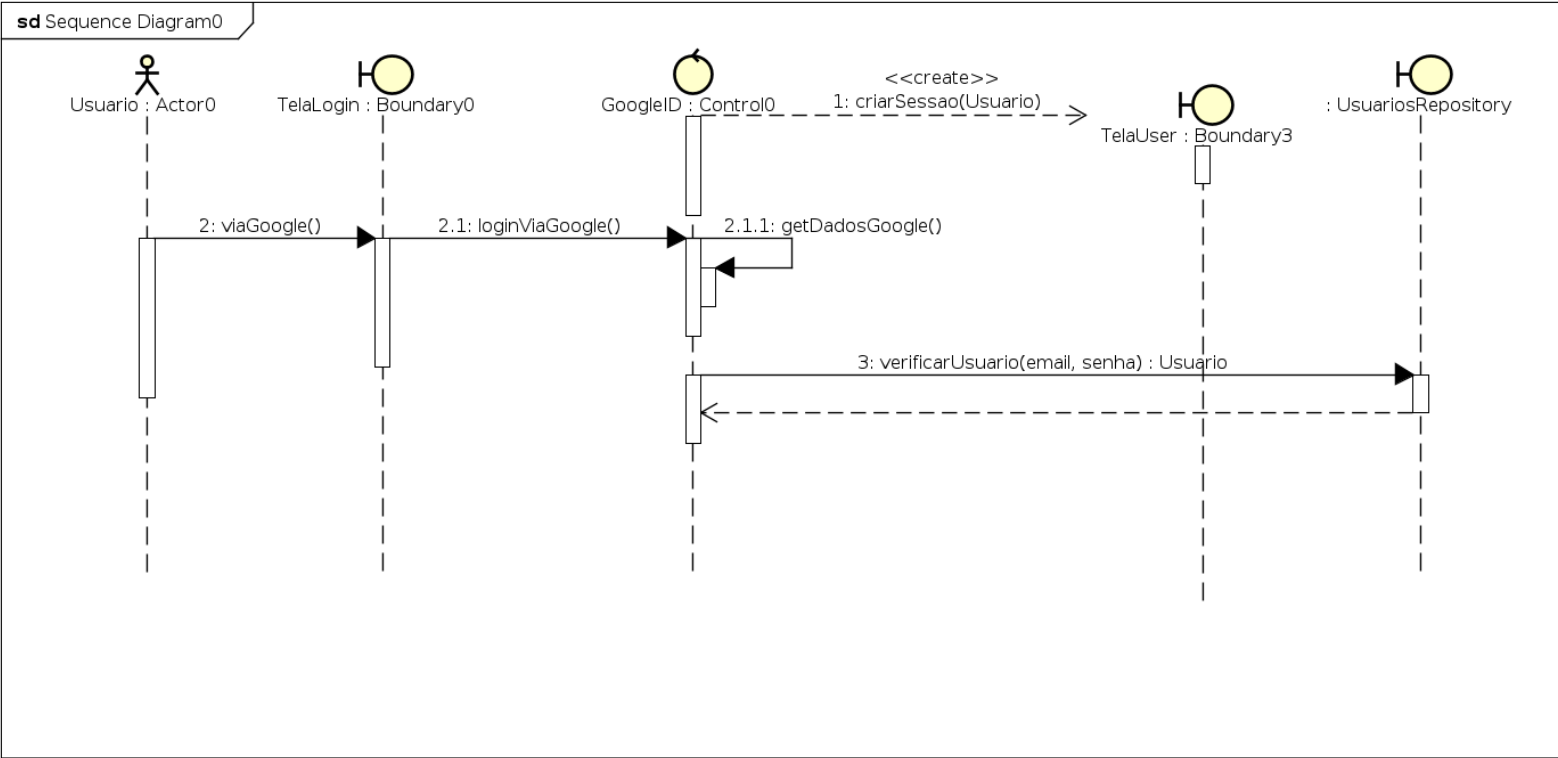 sd Sequence Diagram0
Usuario : Actor0
TelaLogin : Boundary0
GoogleID : Control0
<<create>>
1: criarSessao(Usuario)
TelaUser : Boundary3
: UsuariosRepository
2: viaGoogle()
2.1: loginViaGoogle()
2.1.1: getDadosGoogle()
3: verificarUsuario(email, senha) : Usuario